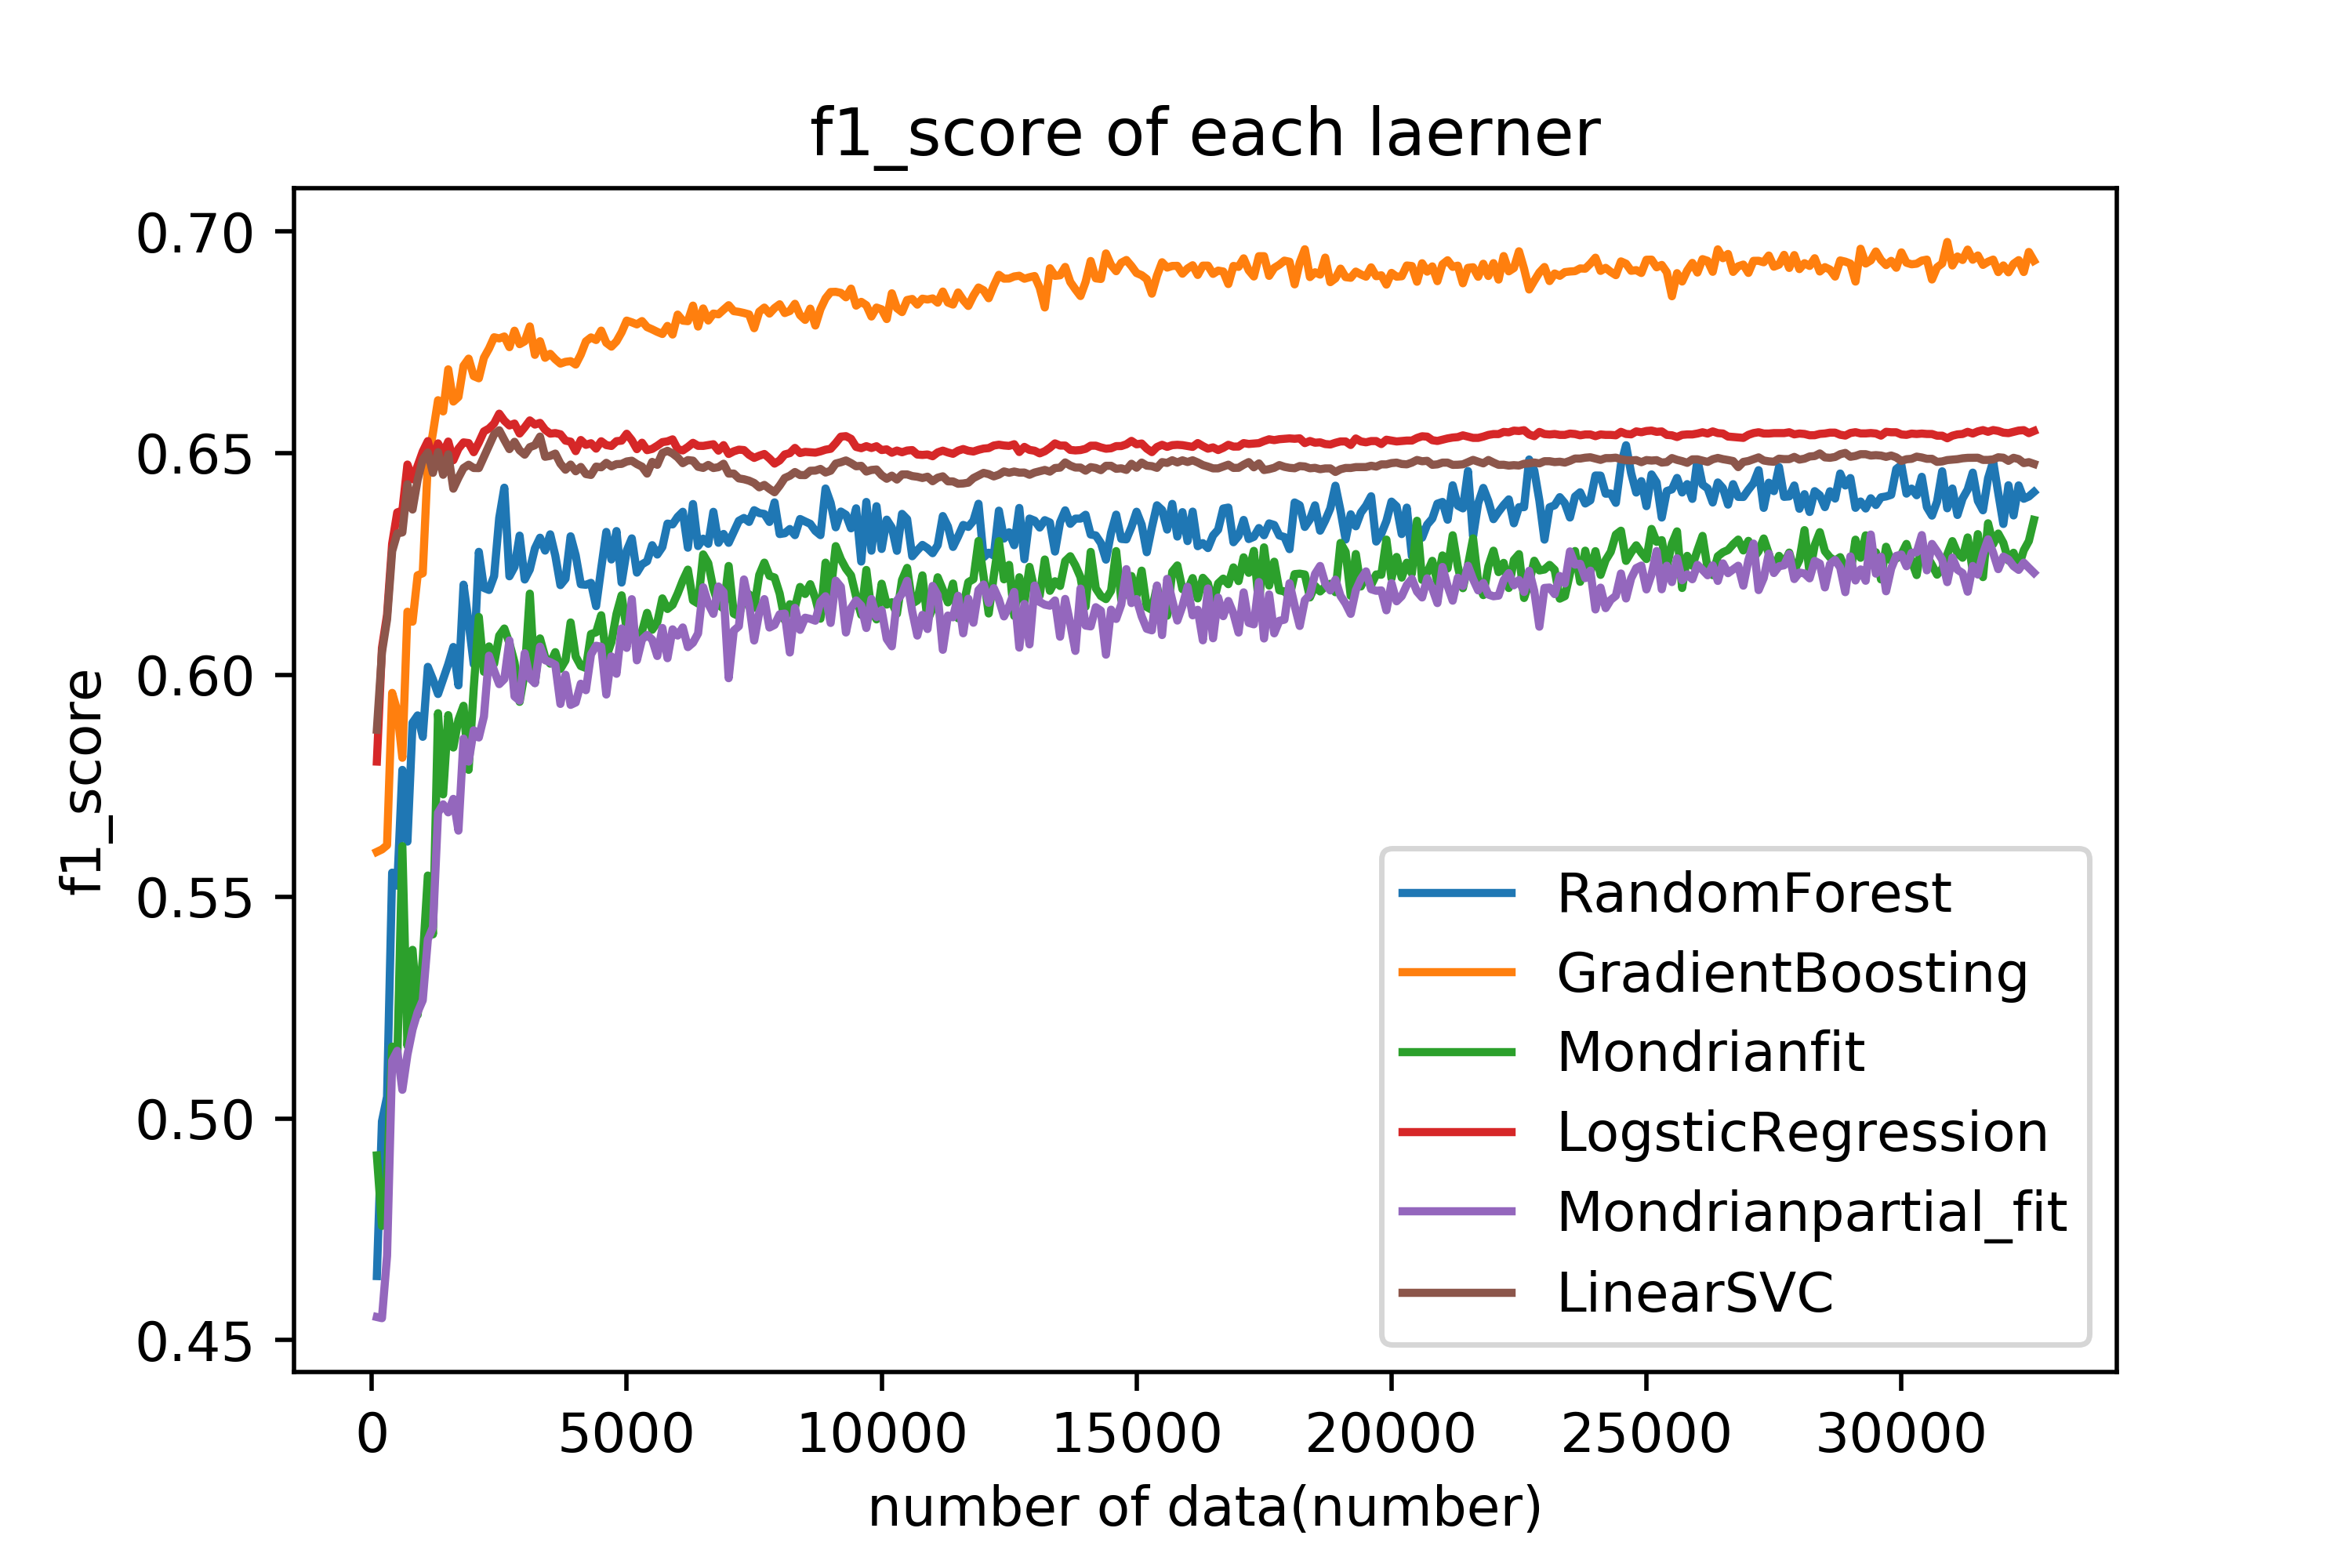 f1_score of each laerner
0.70
0.65
0.60
0.55
0.50
0.45
f1_score
RandomForest
GradientBoosting
Mondrianfit
LogsticRegression
Mondrianpartial_fit
LinearSVC
0 5000 10000 15000 20000 25000 30000
number of data(number)